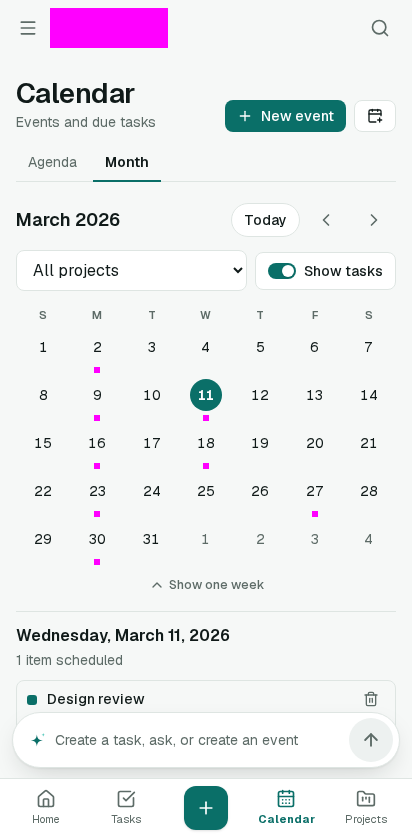 Calendar
Events and due tasks
New event
Agenda Month
March 2026
Today
All projects
Show tasks
S M T W T F S
1 2 3 4 5 6 7
8 9 10 11 12 13 14
15 16 17 18 19 20 21
22 23 24 25 26 27 28
29 30 31 1 2 3 4
Show one week
Wednesday, March 11, 2026
1 item scheduled
Design review
Create a task, ask, or create an event
Home Tasks Calendar Projects